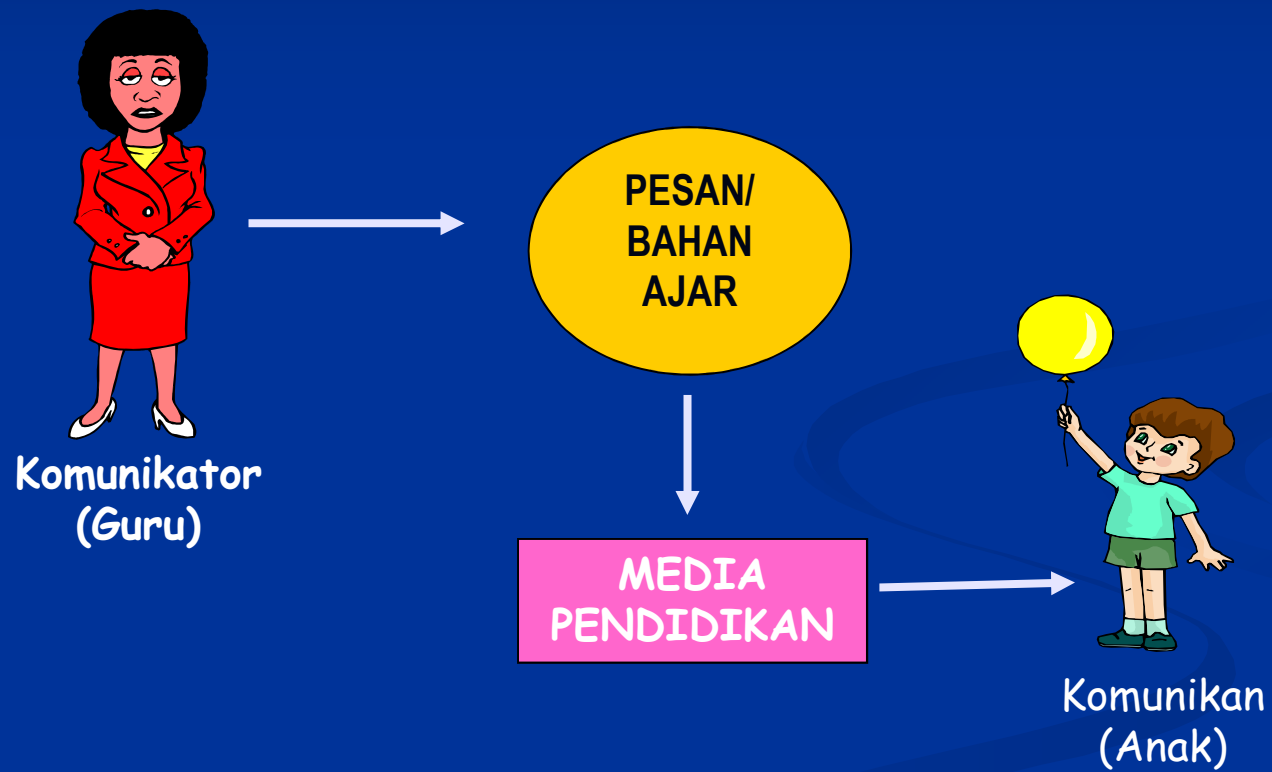 Komunikator
(Guru)
PESAN/
BAHAN
AJAR
MEDIA
PENDIDIKAN
Komunikan
(Anak)